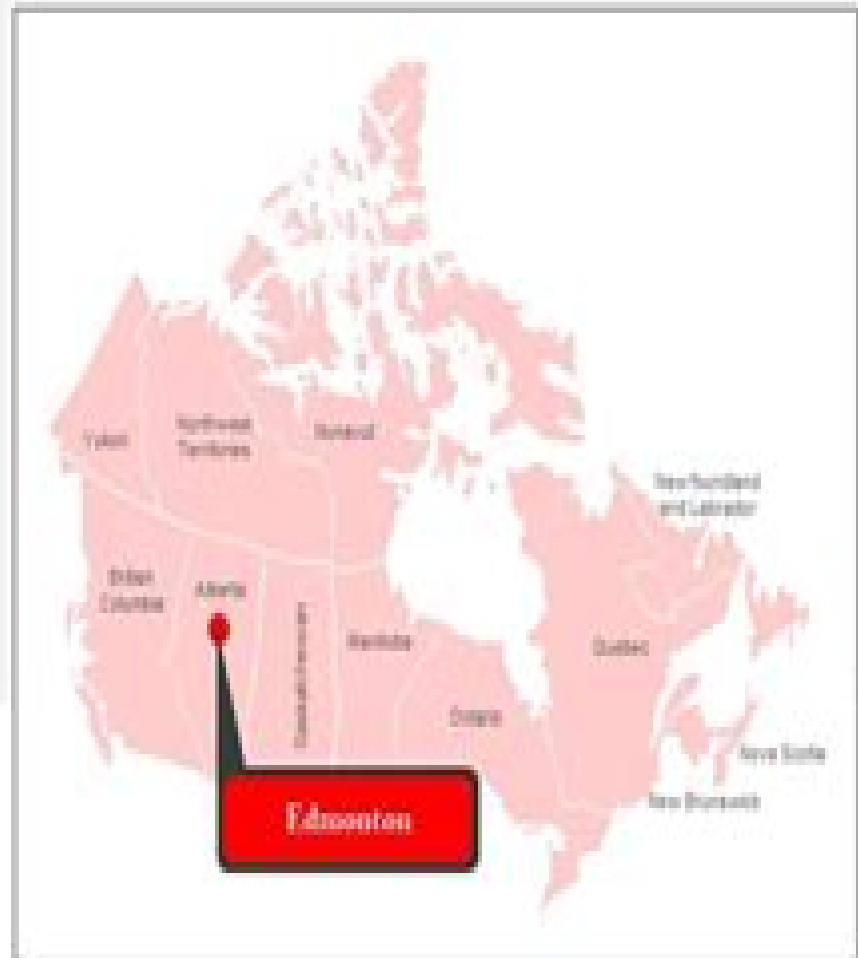 Yukon
Northwest
Territories
Nunavut
Newfoundland
and Labrador
British
Columbia
Alberta
Manitoba
Quebec
Ontario
Nova Scotia
New Brunswick
Edmonton